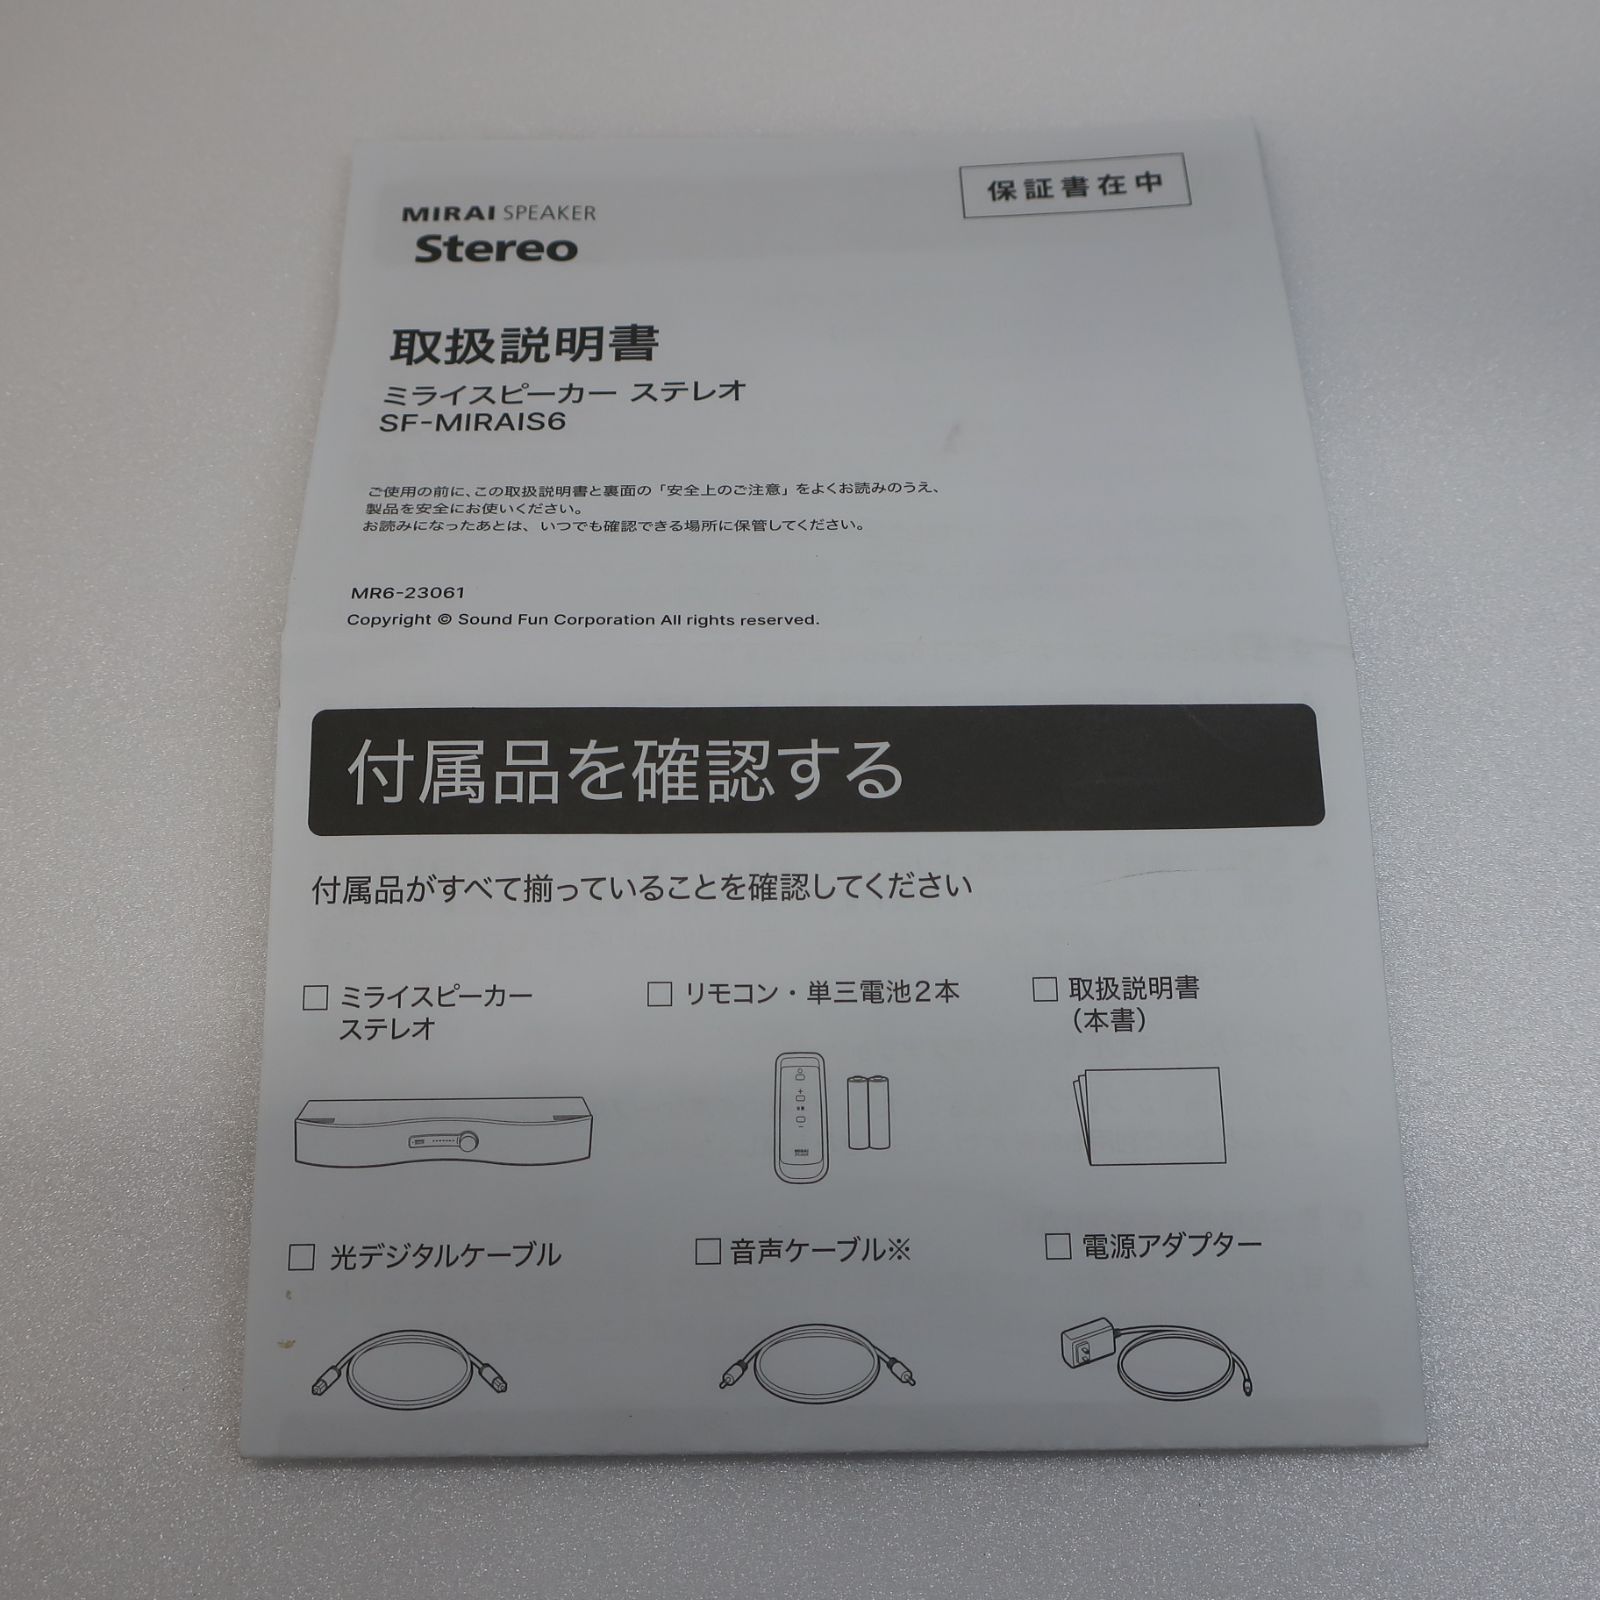 MIRAI SPEAKER
Stereo
保証書在中
取扱説明書
ミライスピーカー ステレオ
SF-MIRAIS6
ご使用の前に、この取扱説明書と裏面の「安全上のご注意」をよくお読みのうえ、
製品を安全にお使いください。
お読みになったあとは、いつでも確認できる場所に保管してください。
MR6-23061
Copyright © Sound Fun Corporation All rights reserved.
付属品を確認する
付属品がすべて揃っていることを確認してください
□ ミライスピーカー
ステレオ
□ リモコン・単三電池2本
□ 取扱説明書
(本書)
□ 光デジタルケーブル
□ 音声ケーブル※
□ 電源アダプター